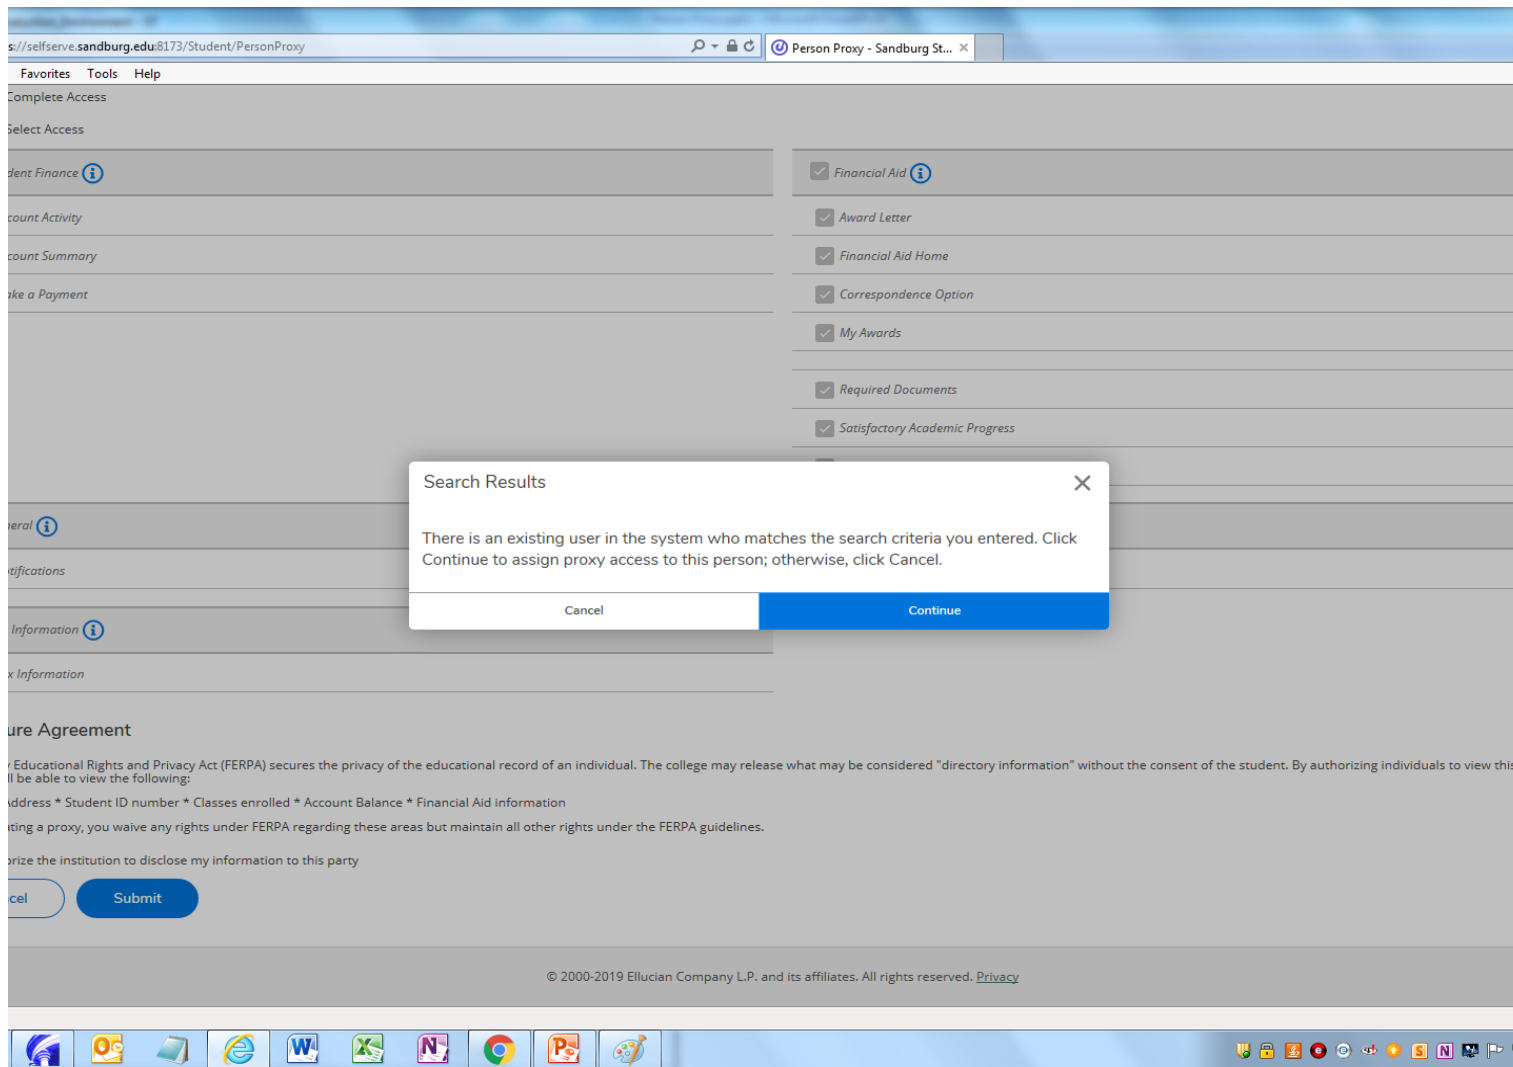 s://selfserve.sandburg.edu:8173/Student/PersonProxy
Person Proxy - Sandburg St...
Favorites Tools Help
Complete Access
Select Access
dent Finance
Financial Aid
count Activity
Award Letter
count Summary
Financial Aid Home
ake a Payment
Correspondence Option
My Awards
Required Documents
Satisfactory Academic Progress
Search Results
There is an existing user in the system who matches the search criteria you entered. Click
Continue to assign proxy access to this person; otherwise, click Cancel.
Cancel
Continue
neral
otifications
Information
x Information
ure Agreement
Educational Rights and Privacy Act (FERPA) secures the privacy of the educational record of an individual. The college may release what may be considered "directory information" without the consent of the student. By authorizing individuals to view this
ll be able to view the following:
Address * Student ID number * Classes enrolled * Account Balance * Financial Aid information
ating a proxy, you waive any rights under FERPA regarding these areas but maintain all other rights under the FERPA guidelines.
orize the institution to disclose my information to this party
cel
Submit
© 2000-2019 Ellucian Company L.P. and its affiliates. All rights reserved. Privacy